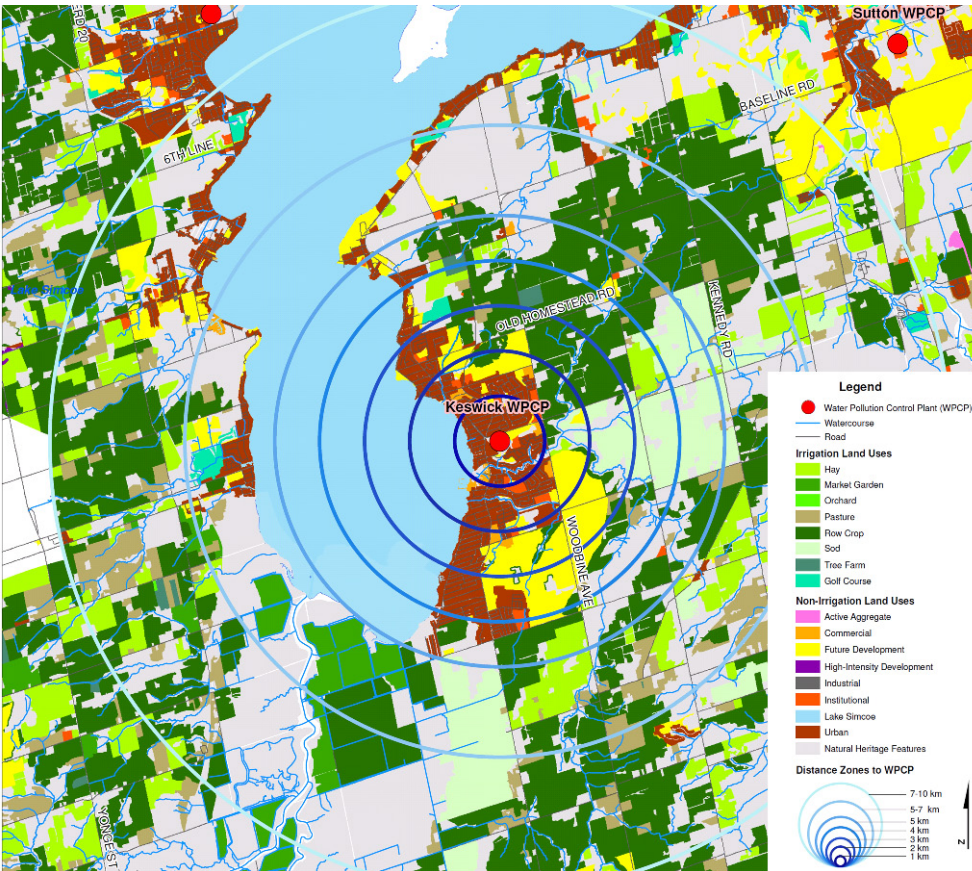 ERD 20
Sutton WPCP
BASELINE RD
6TH LINE
Lake Simcoe
OLD HOMESTEAD RD
KENNEDY RD
Keswick WPCP
WOODBINE AVE
YONGE ST
Legend
Water Pollution Control Plant (WPCP)
Watercourse
Road
Irrigation Land Uses
Hay
Market Garden
Orchard
Pasture
Row Crop
Sod
Tree Farm
Golf Course
Non-Irrigation Land Uses
Active Aggregate
Commercial
Future Development
High-Intensity Development
Industrial
Institutional
Lake Simcoe
Urban
Natural Heritage Features
Distance Zones to WPCP
7-10 km
5-7 km
5 km
4 km
3 km
2 km
1 km
N